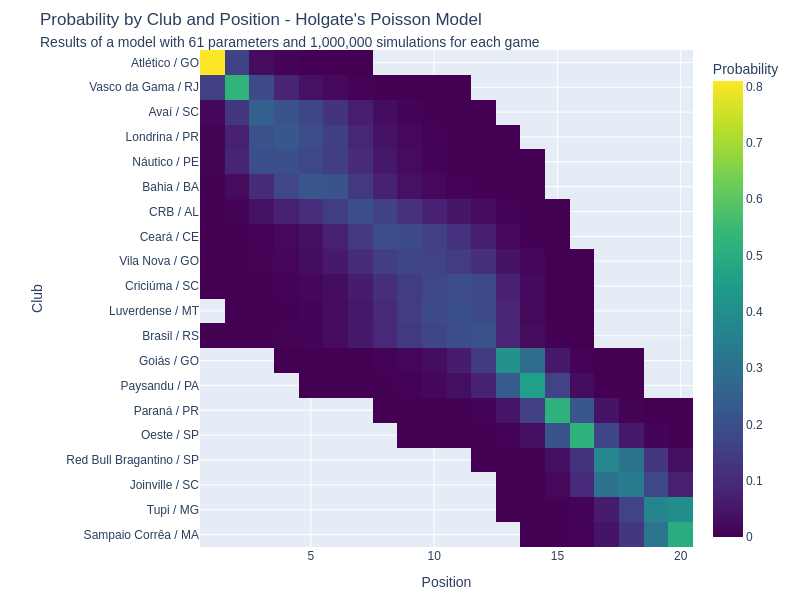 Probability by Club and Position - Holgate's Poisson Model
Results of a model with 61 parameters and 1,000,000 simulations for each game
Probability
Atlético / GO
Vasco da Gama / RJ
Avaí / SC
Londrina / PR
Náutico / PE
Bahia / BA
CRB / AL
Ceará / CE
Vila Nova / GO
Criciúma / SC
Luverdense / MT
Brasil / RS
Goiás / GO
Paysandu / PA
Paraná / PR
Oeste / SP
Red Bull Bragantino / SP
Joinville / SC
Tupi / MG
Sampaio Corrêa / MA
Club
5
10
15
20
Position
0.8
0.7
0.6
0.5
0.4
0.3
0.2
0.1
0